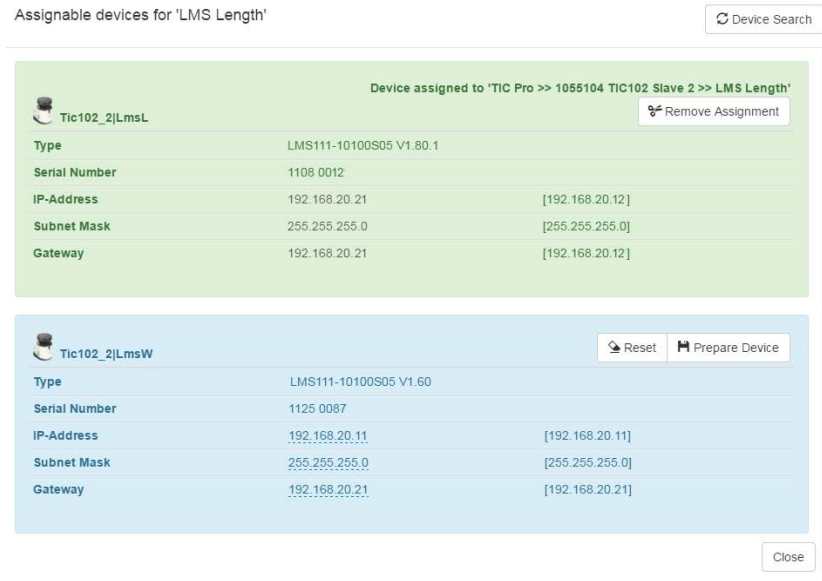 Assignable devices for 'LMS Length'
Device Search
Device assigned to 'TIC Pro >> 1055104 TIC102 Slave 2 >> LMS Length'
Tic102_2|LmsL
Remove Assignment
Type LMS111-10100S05 V1.80.1
Serial Number 1108 0012
IP-Address 192.168.20.21 [192.168.20.12]
Subnet Mask 255.255.255.0 [255.255.255.0]
Gateway 192.168.20.21 [192.168.20.12]
Tic102_2|LmsW
Reset Prepare Device
Type LMS111-10100S05 V1.60
Serial Number 1125 0087
IP-Address 192.168.20.11 [192.168.20.11]
Subnet Mask 255.255.255.0 [255.255.255.0]
Gateway 192.168.20.21 [192.168.20.21]
Close